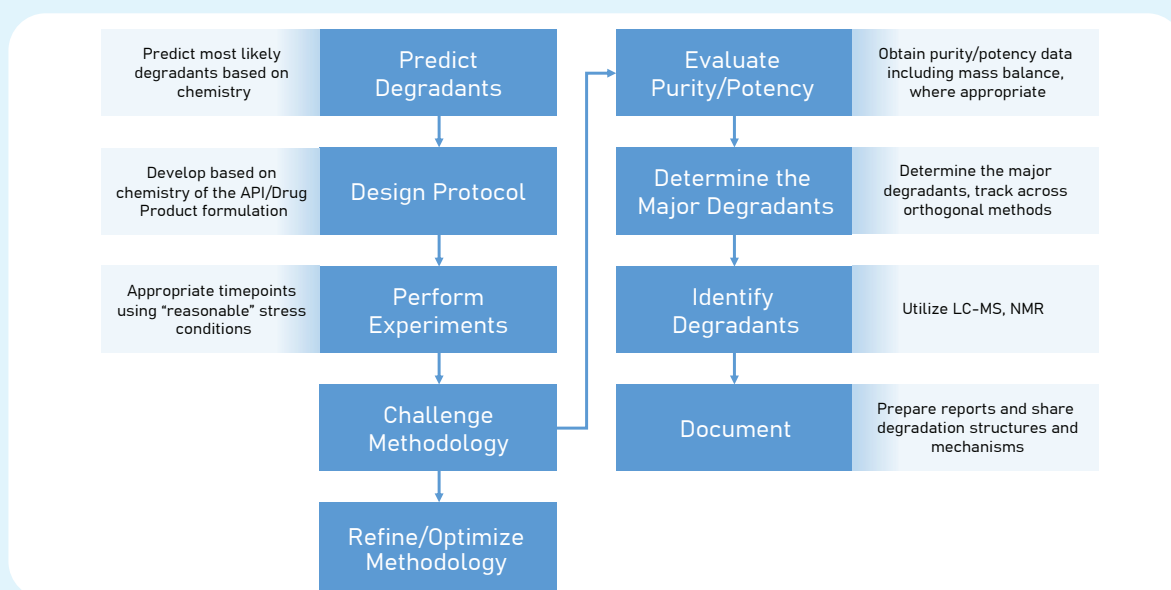 Predict most likely
degradants based on
chemistry
Predict
Degradants
Develop based on
chemistry of the API/Drug
Product formulation
Design Protocol
Appropriate timepoints
using “reasonable” stress
conditions
Perform
Experiments
Challenge
Methodology
Refine/Optimize
Methodology
Evaluate
Purity/Potency
Obtain purity/potency data
including mass balance,
where appropriate
Determine the
Major Degradants
Determine the major
degradants, track across
orthogonal methods
Identify
Degradants
Utilize LC-MS, NMR
Document
Prepare reports and share
degradation structures and
mechanisms